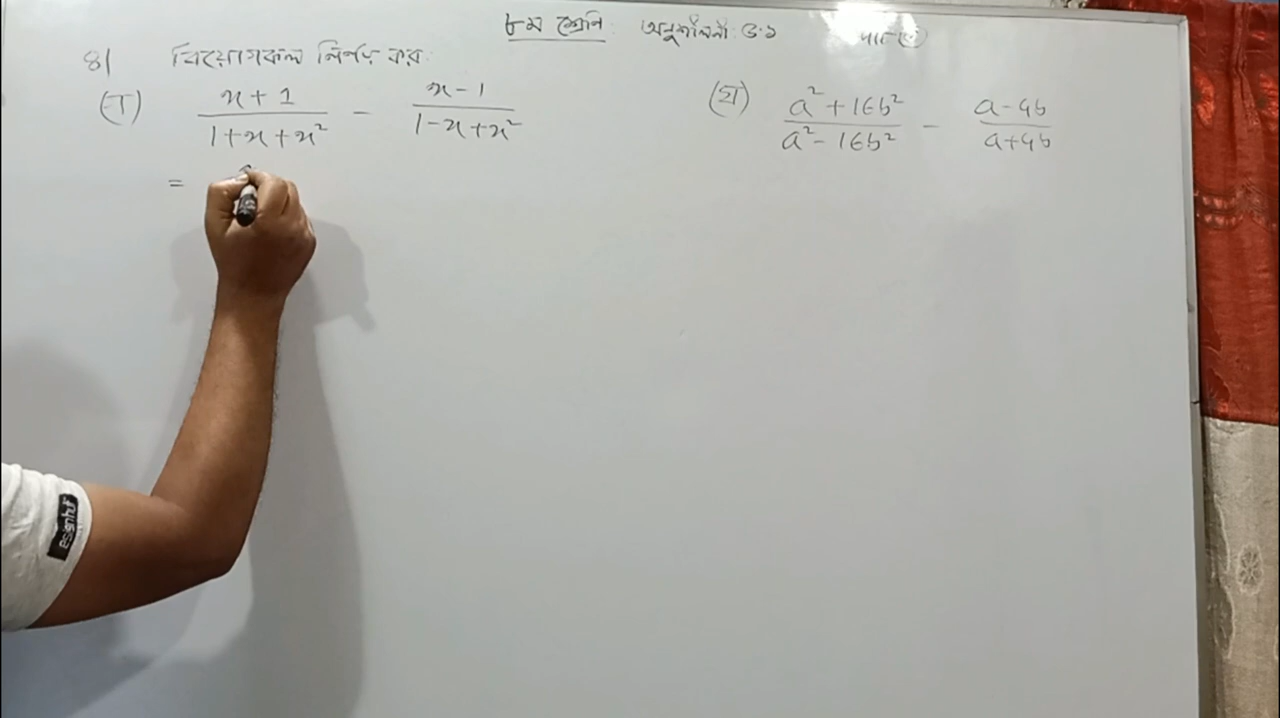 ৮ম শ্রেণি: অনুশীলনী: ৫.১
৪। বিয়োগফল নির্ণয় কর:
(গ) x + 1 / 1 + x + x² − x − 1 / 1 − x + x²
(ঘ) a² + 16b² / a² − 16b² − a − 4b / a + 4b
=